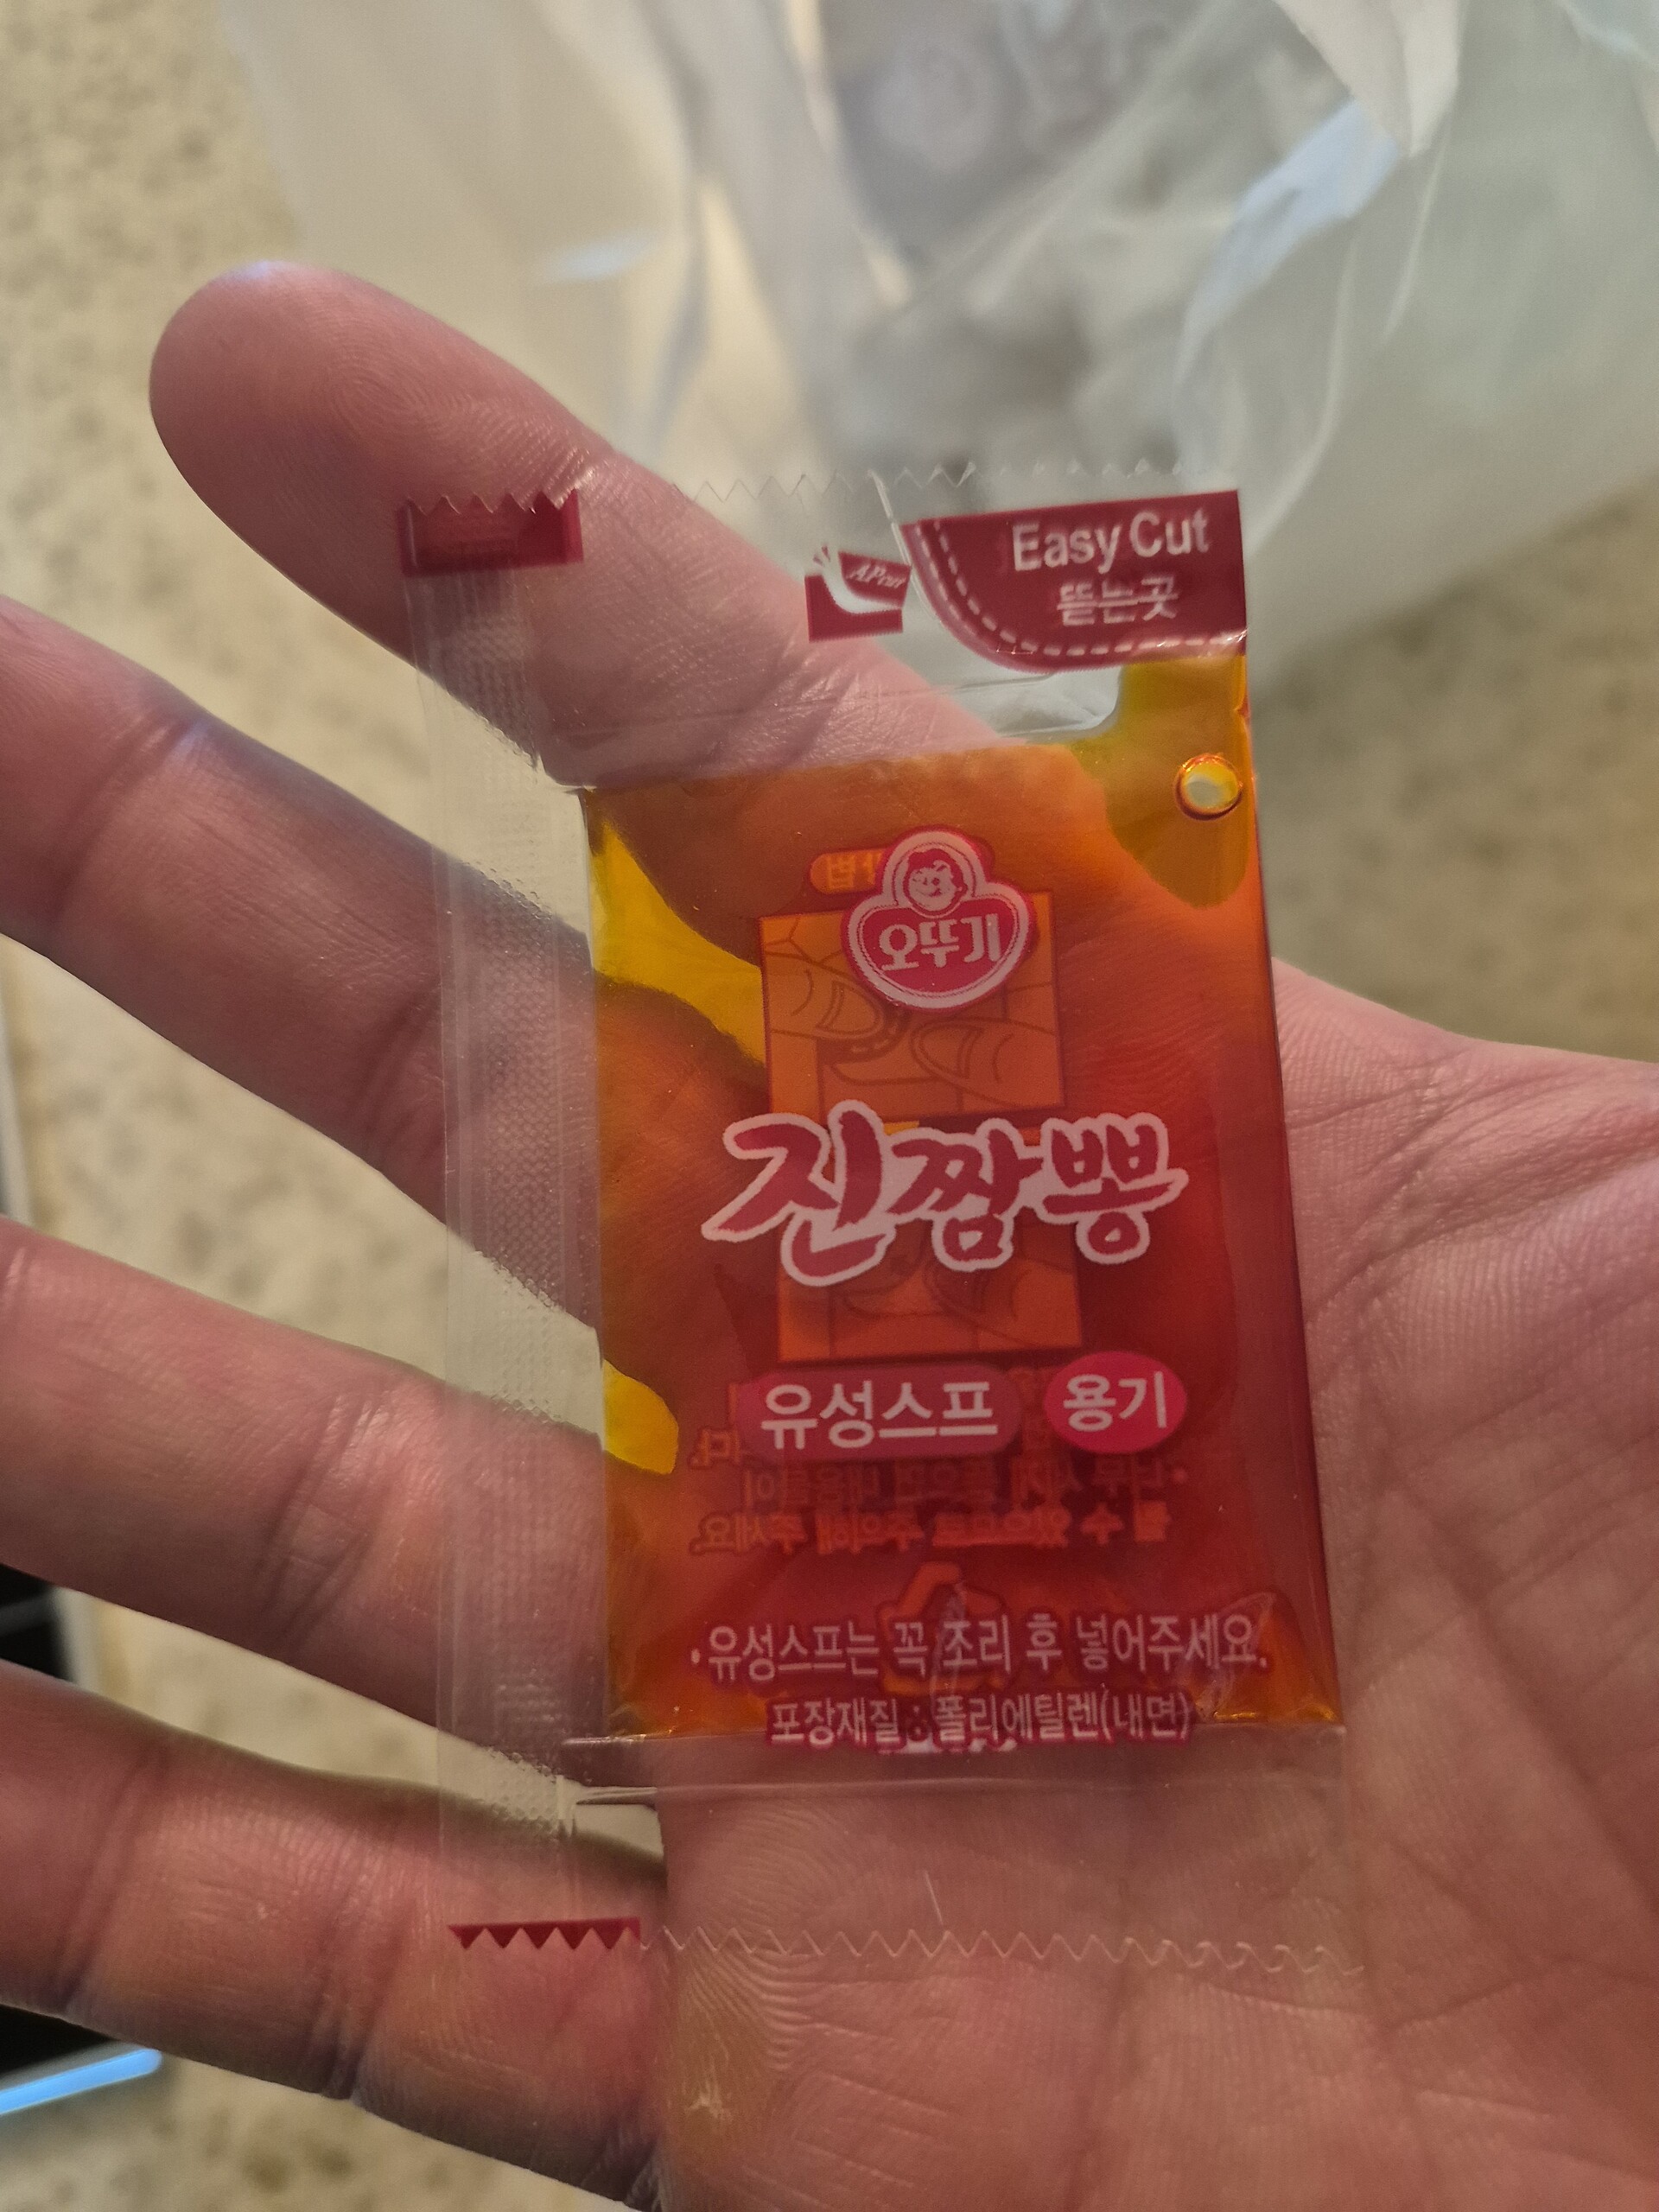 Easy Cut
뜯는곳
APcut
오뚜기
진짬뽕
유성스프 용기
•유성스프는 꼭 조리 후 넣어주세요.
포장재질 : 폴리에틸렌(내면)